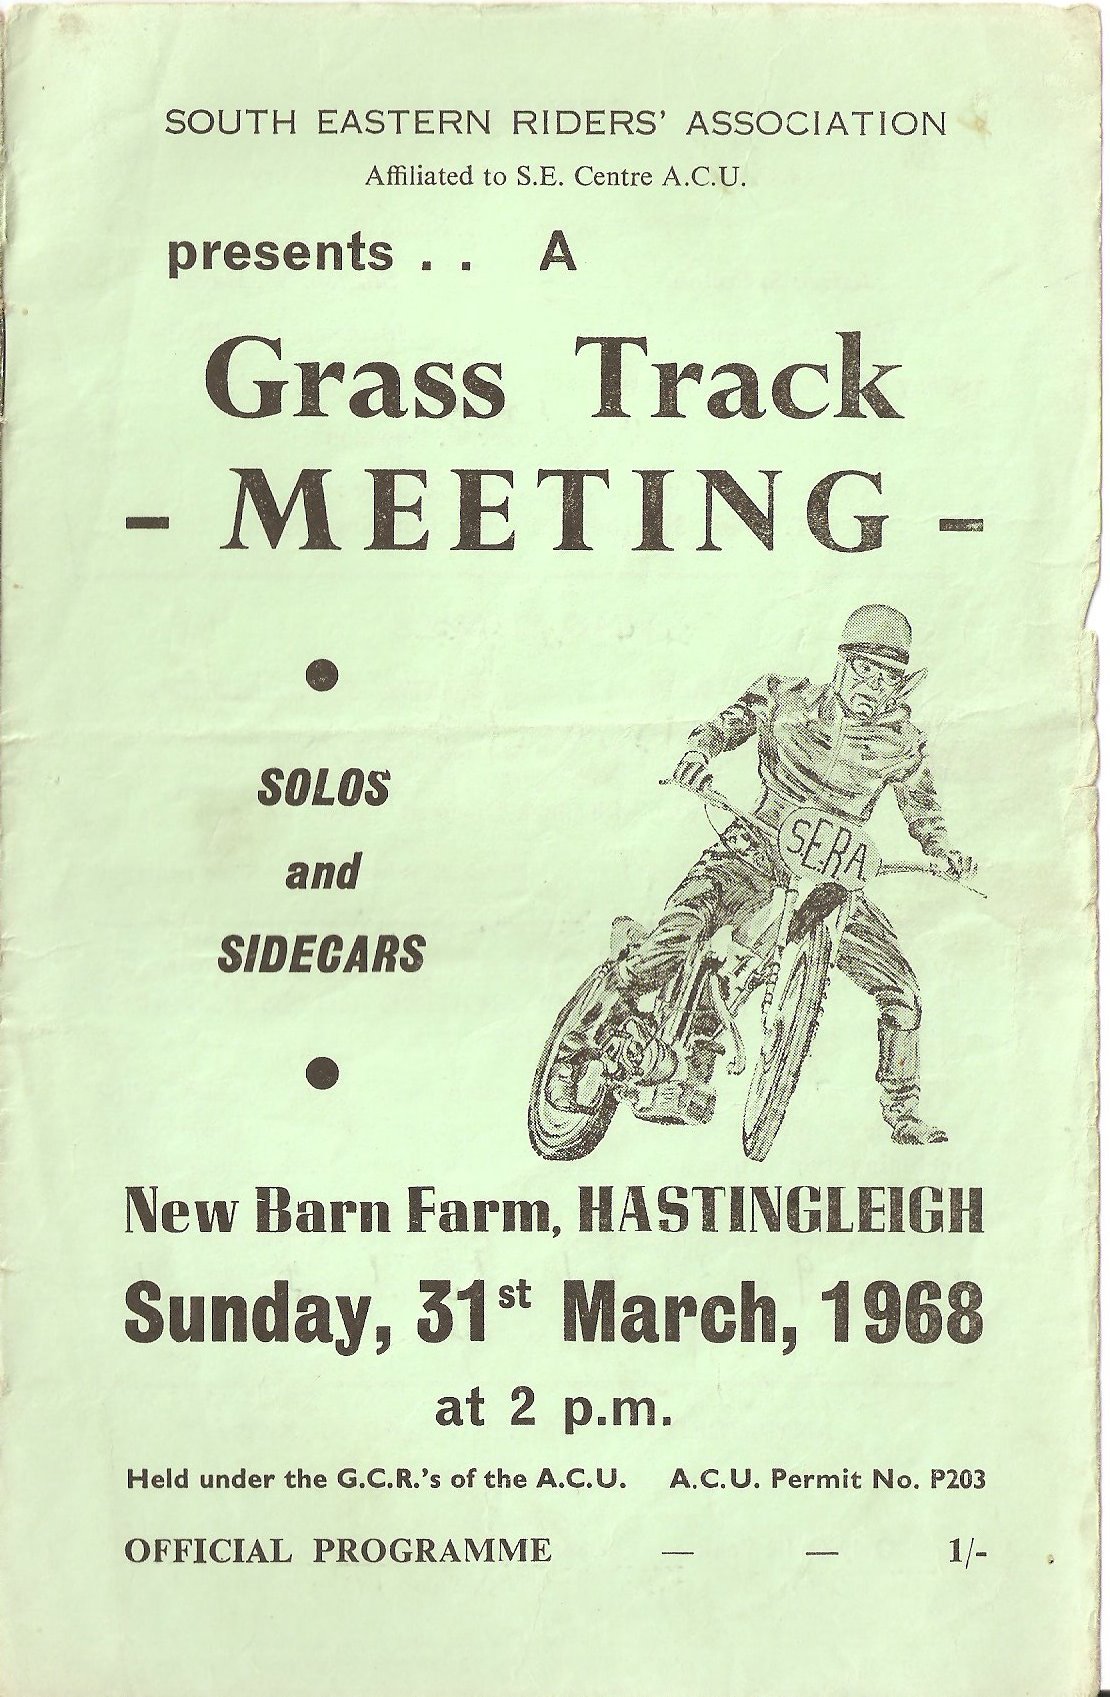 SOUTH EASTERN RIDERS' ASSOCIATION
Affiliated to S.E. Centre A.C.U.
presents . . A
Grass Track
- MEETING -
SOLOS
and
SIDECARS
S.E.R.A.
New Barn Farm, HASTINGLEIGH
Sunday, 31st March, 1968
at 2 p.m.
Held under the G.C.R.'s of the A.C.U. A.C.U. Permit No. P203
OFFICIAL PROGRAMME — — 1/-